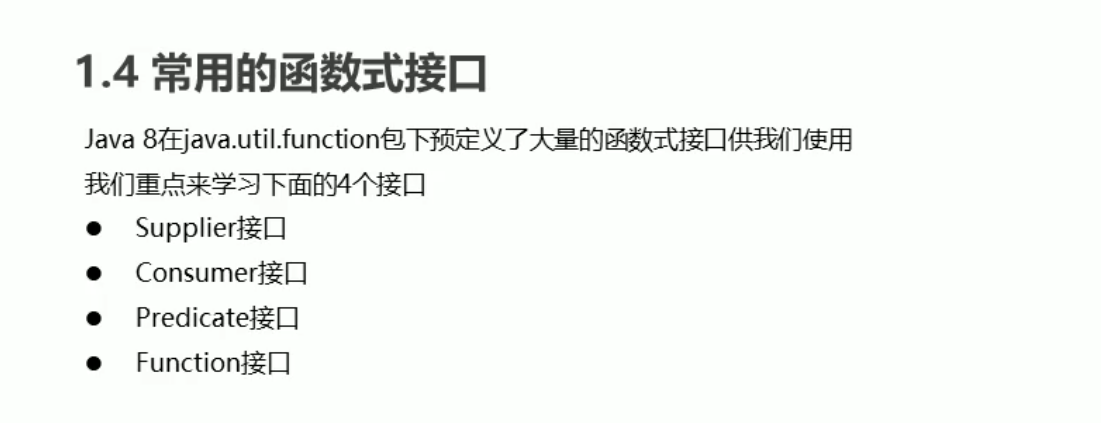 1.4 常用的函数式接口
Java 8在java.util.function包下预定义了大量的函数式接口供我们使用
我们重点来学习下面的4个接口
● Supplier接口
● Consumer接口
● Predicate接口
● Function接口